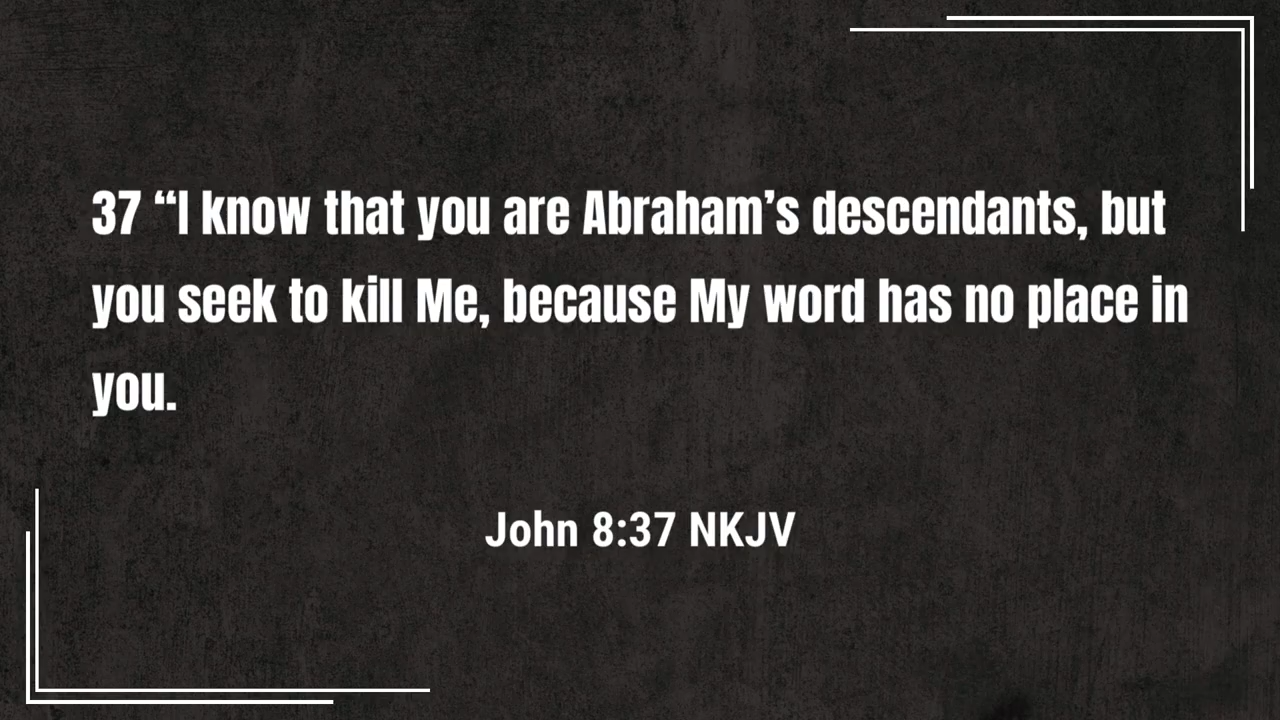 37 “I know that you are Abraham’s descendants, but
you seek to kill Me, because My word has no place in
you.
John 8:37 NKJV